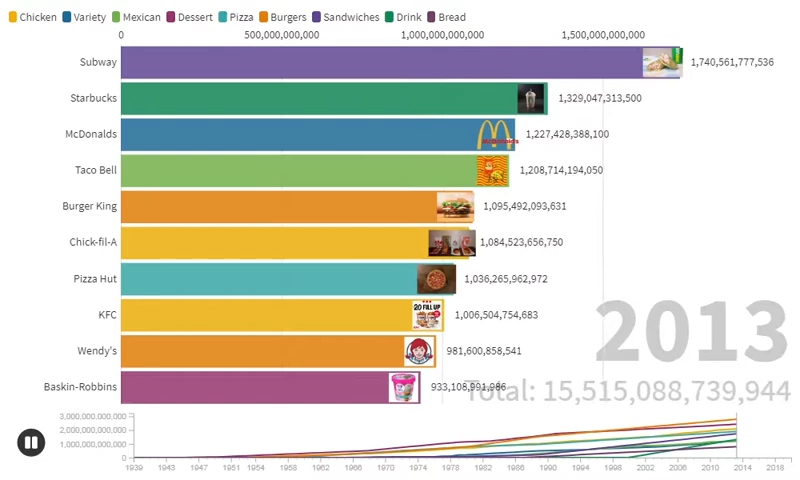 Chicken Variety Mexican Dessert Pizza Burgers Sandwiches Drink Bread
0 500,000,000,000 1,000,000,000,000 1,500,000,000,000
Subway 1,740,561,777,536
Starbucks 1,329,047,313,500
McDonalds McDonald's 1,227,428,388,100
Taco Bell 1,208,714,194,050
Burger King 1,095,492,093,631
Chick-fil-A 1,084,523,656,750
Pizza Hut 1,036,265,962,972
KFC 20 FILL UP 1,006,504,754,683
Wendy's 981,600,858,541
Baskin-Robbins 933,108,991,986
2013
Total: 15,515,088,739,944
3,000,000,000,000
2,000,000,000,000
1,000,000,000,000
0
1939 1943 1947 1951 1954 1958 1962 1966 1970 1974 1978 1982 1986 1990 1994 1998 2002 2006 2010 2014 2018